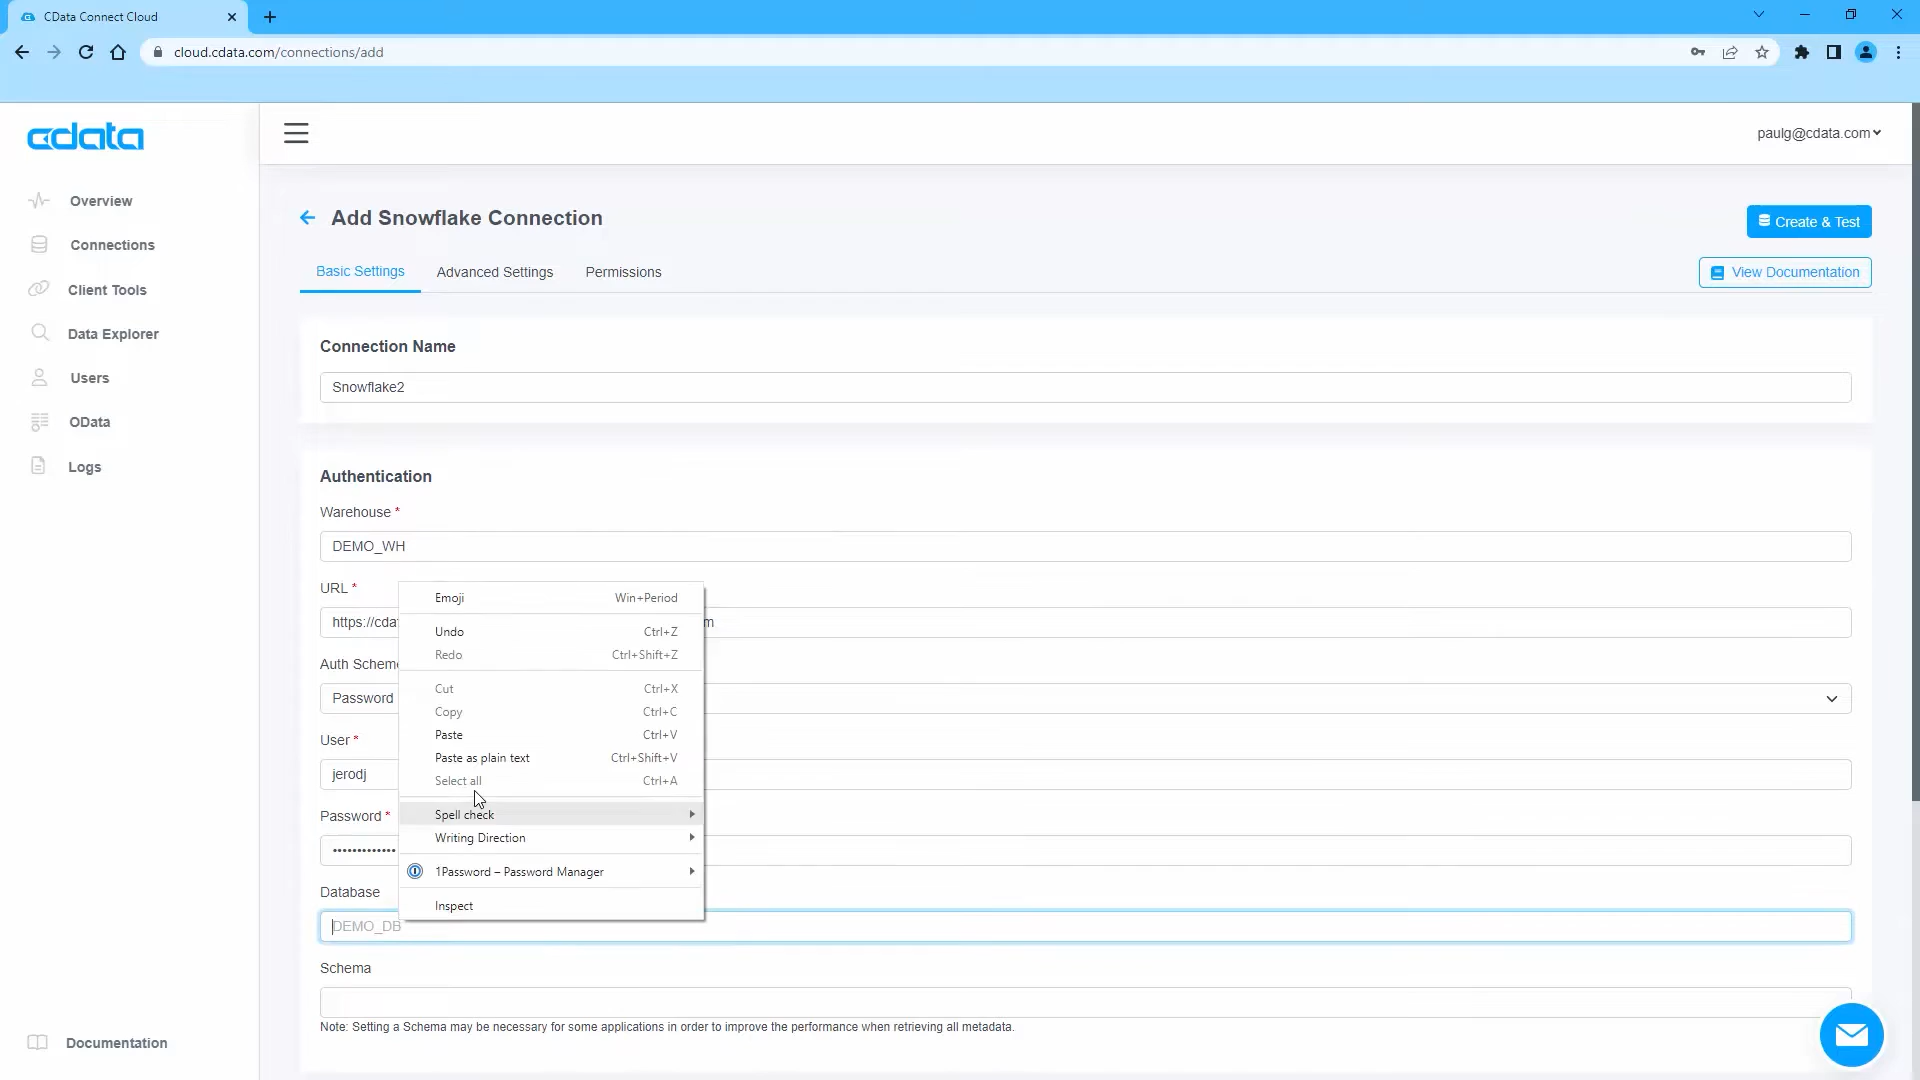 CData Connect Cloud
cloud.cdata.com/connections/add
cdata
paulg@cdata.com
Overview
Connections
Client Tools
Data Explorer
Users
OData
Logs
Documentation
Add Snowflake Connection
Create & Test
Basic Settings
Advanced Settings
Permissions
View Documentation
Connection Name
Snowflake2
Authentication
Warehouse *
DEMO_WH
URL *
https://cda
m
Auth Scheme
Password
User *
jerodj
Password *
•••••••••••••
Database
DEMO_DB
Schema
Note: Setting a Schema may be necessary for some applications in order to improve the performance when retrieving all metadata.
Emoji Win+Period
Undo Ctrl+Z
Redo Ctrl+Shift+Z
Cut Ctrl+X
Copy Ctrl+C
Paste Ctrl+V
Paste as plain text Ctrl+Shift+V
Select all Ctrl+A
Spell check
Writing Direction
1Password – Password Manager
Inspect